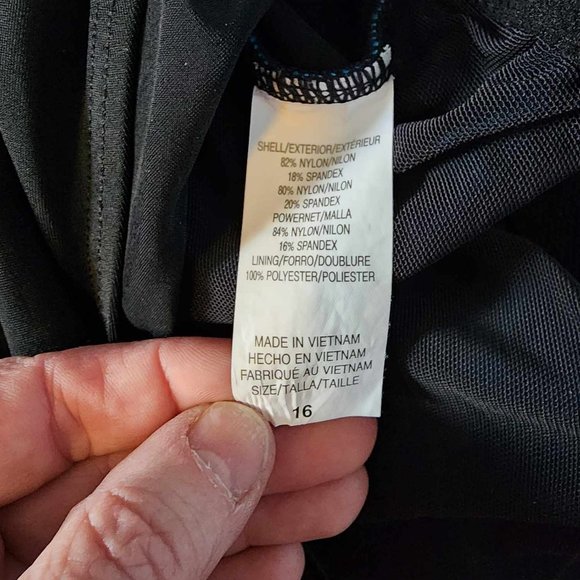 SHELL/EXTERIOR/EXTÉRIEUR
82% NYLON/NILON
18% SPANDEX
80% NYLON/NILON
20% SPANDEX
POWERNET/MALLA
84% NYLON/NILON
16% SPANDEX
LINING/FORRO/DOUBLURE
100% POLYESTER/POLIESTER
MADE IN VIETNAM
HECHO EN VIETNAM
FABRIQUÉ AU VIETNAM
SIZE/TALLA/TAILLE
16